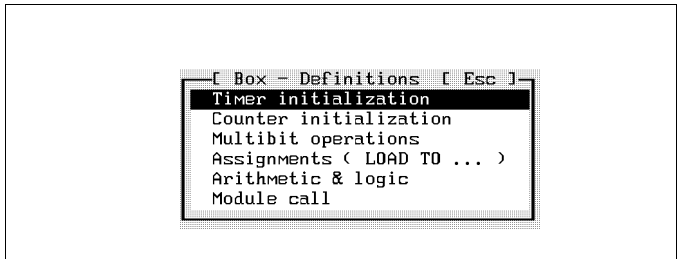 [ Box - Definitions [ Esc ]
Timer initialization
Counter initialization
Multibit operations
Assignments ( LOAD TO ... )
Arithmetic & logic
Module call